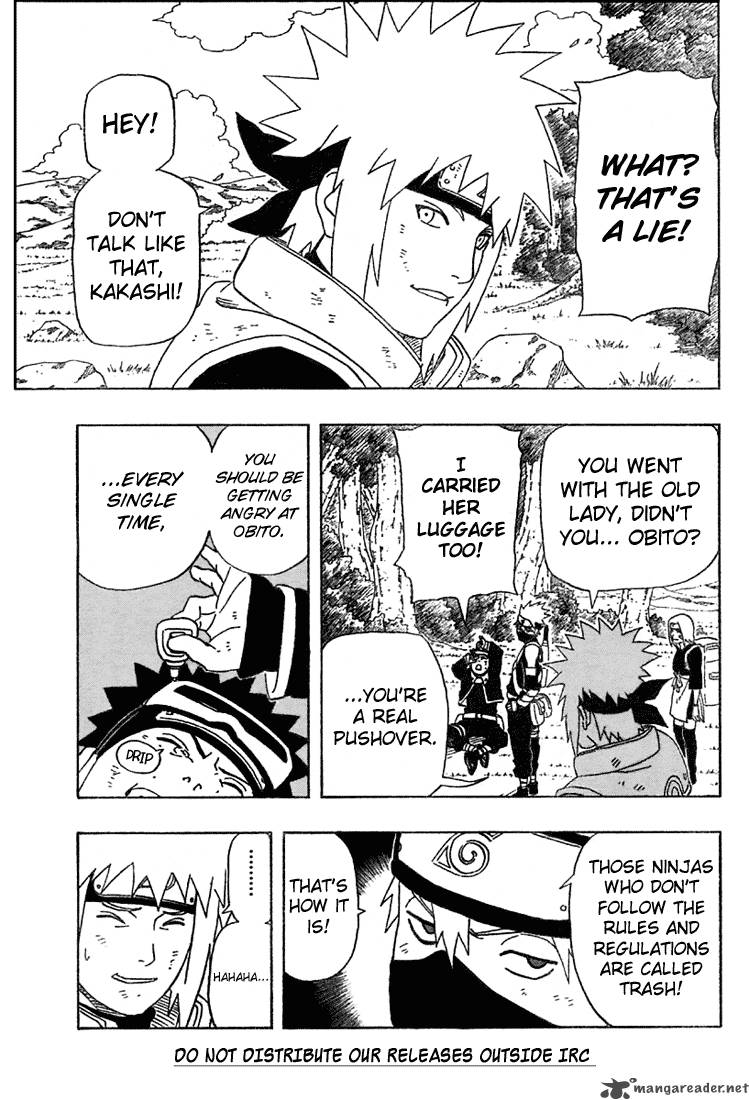 WHAT?
THAT'S
A LIE!
HEY!
DON'T
TALK LIKE
THAT,
KAKASHI!
YOU WENT
WITH THE OLD
LADY, DIDN'T
YOU... OBITO?
I
CARRIED
HER
LUGGAGE
TOO!
...YOU'RE
A REAL
PUSHOVER.
YOU
SHOULD BE
GETTING
ANGRY AT
OBITO.
...EVERY
SINGLE
TIME,
DRIP
THOSE NINJAS
WHO DON'T
FOLLOW THE
RULES AND
REGULATIONS
ARE CALLED
TRASH!
THAT'S
HOW IT
IS!
.........
HAHAHA...
DO NOT DISTRIBUTE OUR RELEASES OUTSIDE IRC
mangareader.net